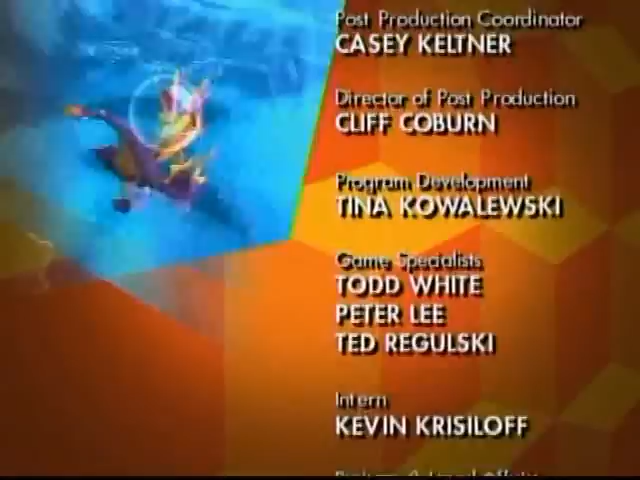 Post Production Coordinator
CASEY KELTNER
Director of Post Production
CLIFF COBURN
Program Development
TINA KOWALEWSKI
Game Specialists
TODD WHITE
PETER LEE
TED REGULSKI
Intern
KEVIN KRISILOFF